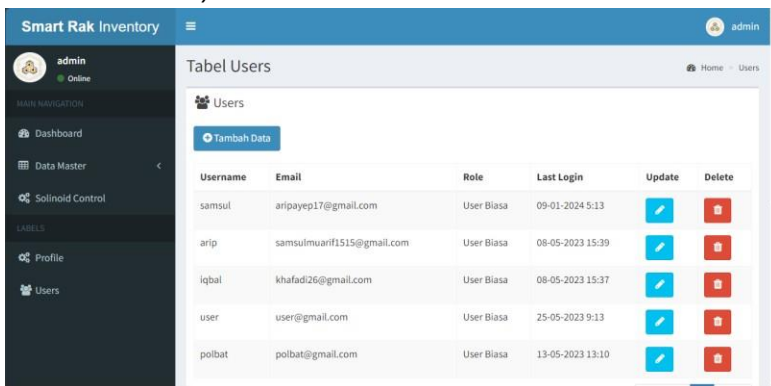 Smart Rak Inventory
admin
admin
Online
MAIN NAVIGATION
Dashboard
Data Master
Solinoid Control
LABELS
Profile
Users
Tabel Users
Home Users
Users
Tambah Data
Username Email Role Last Login Update Delete
samsul aripayep17@gmail.com User Biasa 09-01-2024 5:13
arip samsulmuarif1515@gmail.com User Biasa 08-05-2023 15:39
iqbal khafadi26@gmail.com User Biasa 08-05-2023 15:37
user user@gmail.com User Biasa 25-05-2023 9:13
polbat polbat@gmail.com User Biasa 13-05-2023 13:10